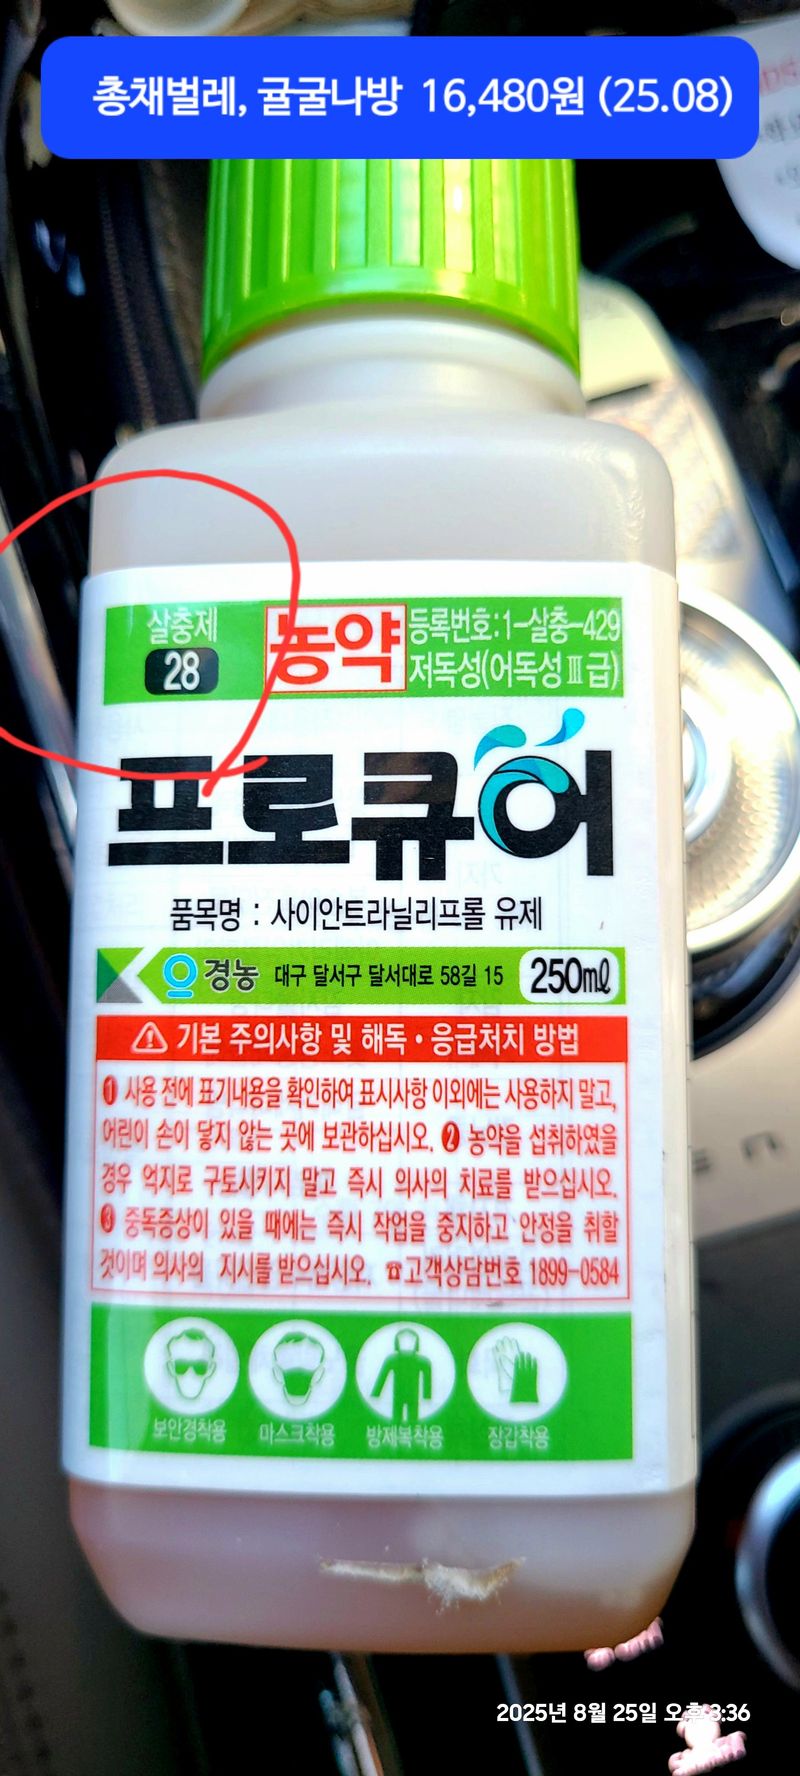 총채벌레, 귤굴나방 16,480원 (25.08)
살충제
28
농약
등록번호:1-살충-429
저독성(어독성Ⅲ급)
프로큐어
품목명 : 사이안트라닐리프롤 유제
경농 대구 달서구 달서대로 58길 15 250㎖
기본 주의사항 및 해독·응급처치 방법
❶ 사용 전에 표기내용을 확인하여 표시사항 이외에는 사용하지 말고,
어린이 손이 닿지 않는 곳에 보관하십시오. ❷ 농약을 섭취하였을
경우 억지로 구토시키지 말고 즉시 의사의 치료를 받으십시오.
❸ 중독증상이 있을 때에는 즉시 작업을 중지하고 안정을 취할
것이며 의사의 지시를 받으십시오. ☎고객상담번호 1899-0584
보안경착용 마스크착용 방제복착용 장갑착용
2025년 8월 25일 오후 3:36